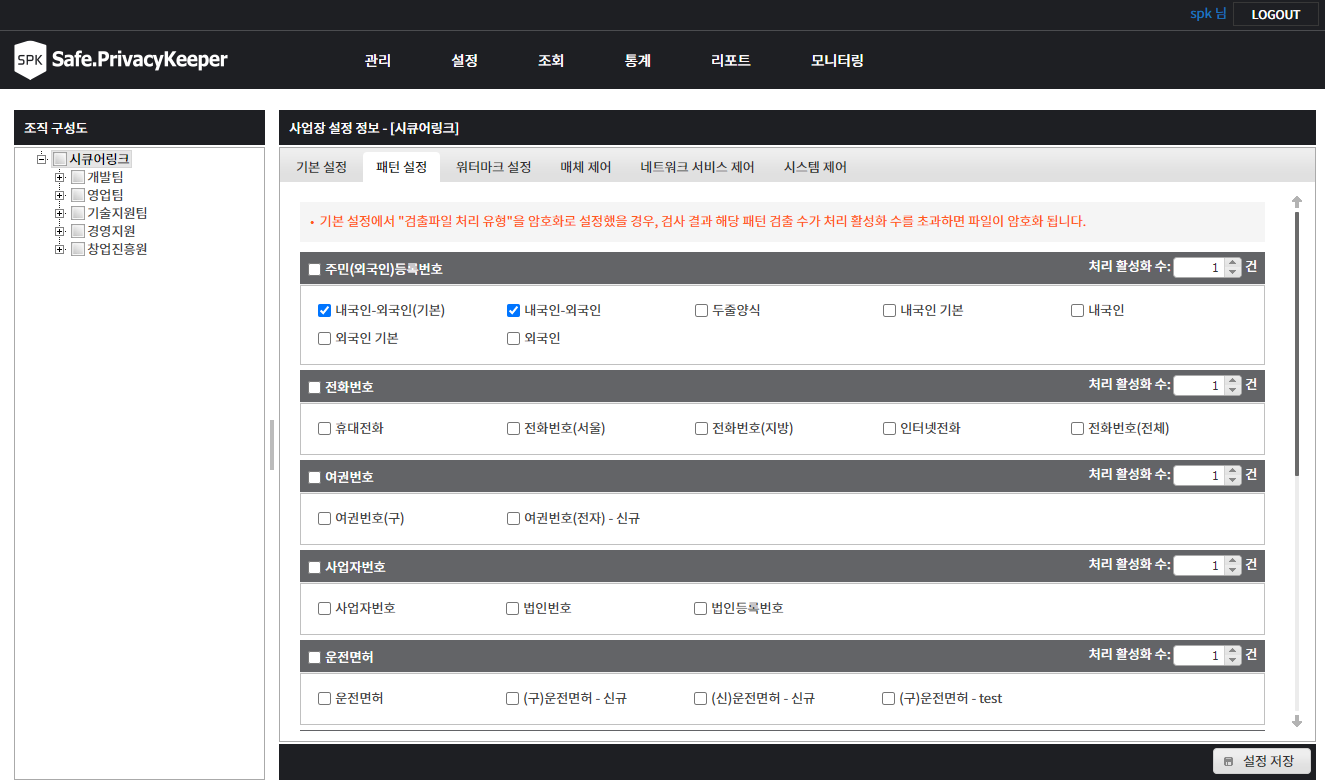 spk 님 LOGOUT
SPK Safe.PrivacyKeeper 관리 설정 조회 통계 리포트 모니터링
조직 구성도
시큐어링크
개발팀
영업팀
기술지원팀
경영지원
창업진흥원
사업장 설정 정보 - [시큐어링크]
기본 설정 패턴 설정 워터마크 설정 매체 제어 네트워크 서비스 제어 시스템 제어
• 기본 설정에서 "검출파일 처리 유형"을 암호화로 설정했을 경우, 검사 결과 해당 패턴 검출 수가 처리 활성화 수를 초과하면 파일이 암호화 됩니다.
주민(외국인)등록번호 처리 활성화 수: 1 건
내국인-외국인(기본) 내국인-외국인 두줄양식 내국인 기본 내국인
외국인 기본 외국인
전화번호 처리 활성화 수: 1 건
휴대전화 전화번호(서울) 전화번호(지방) 인터넷전화 전화번호(전체)
여권번호 처리 활성화 수: 1 건
여권번호(구) 여권번호(전자) - 신규
사업자번호 처리 활성화 수: 1 건
사업자번호 법인번호 법인등록번호
운전면허 처리 활성화 수: 1 건
운전면허 (구)운전면허 - 신규 (신)운전면허 - 신규 (구)운전면허 - test
설정 저장